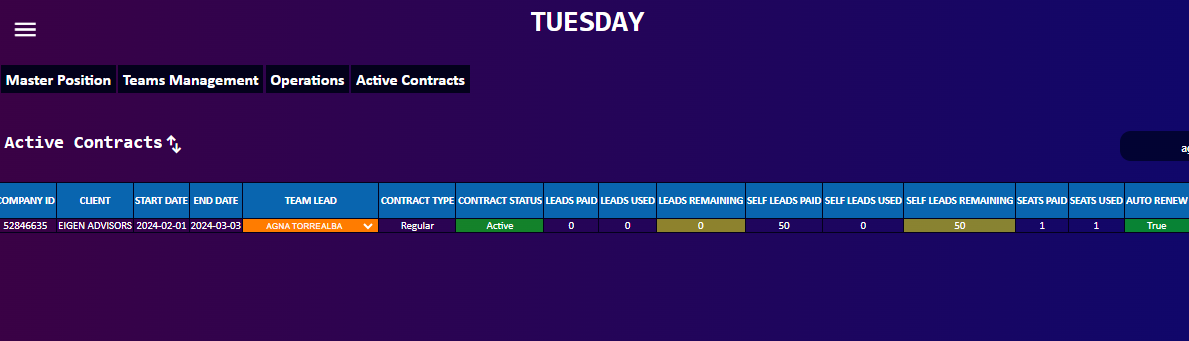 TUESDAY
Master Position Teams Management Operations Active Contracts
Active Contracts
COMPANY ID CLIENT START DATE END DATE TEAM LEAD CONTRACT TYPE CONTRACT STATUS LEADS PAID LEADS USED LEADS REMAINING SELF LEADS PAID SELF LEADS USED SELF LEADS REMAINING SEATS PAID SEATS USED AUTO RENEW
52846635 EIGEN ADVISORS 2024-02-01 2024-03-03 AGNA TORREALBA Regular Active 0 0 0 50 0 50 1 1 True